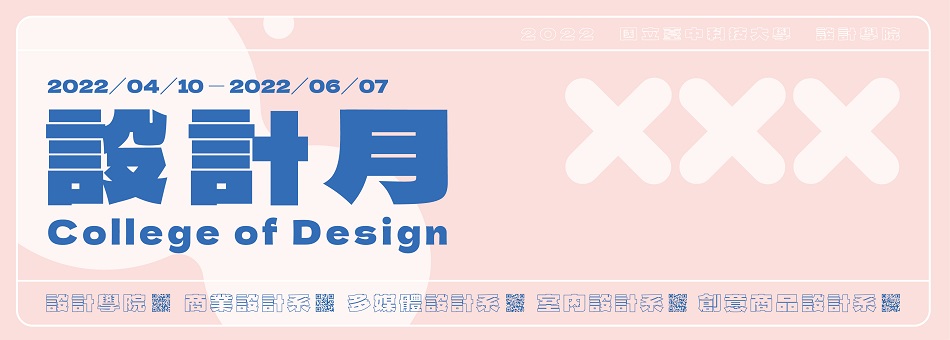 2022 國立臺中科技大學 設計學院
2022/04/10－2022/06/07
設計月
College of Design
設計學院 商業設計系 多媒體設計系 室內設計系 創意商品設計系